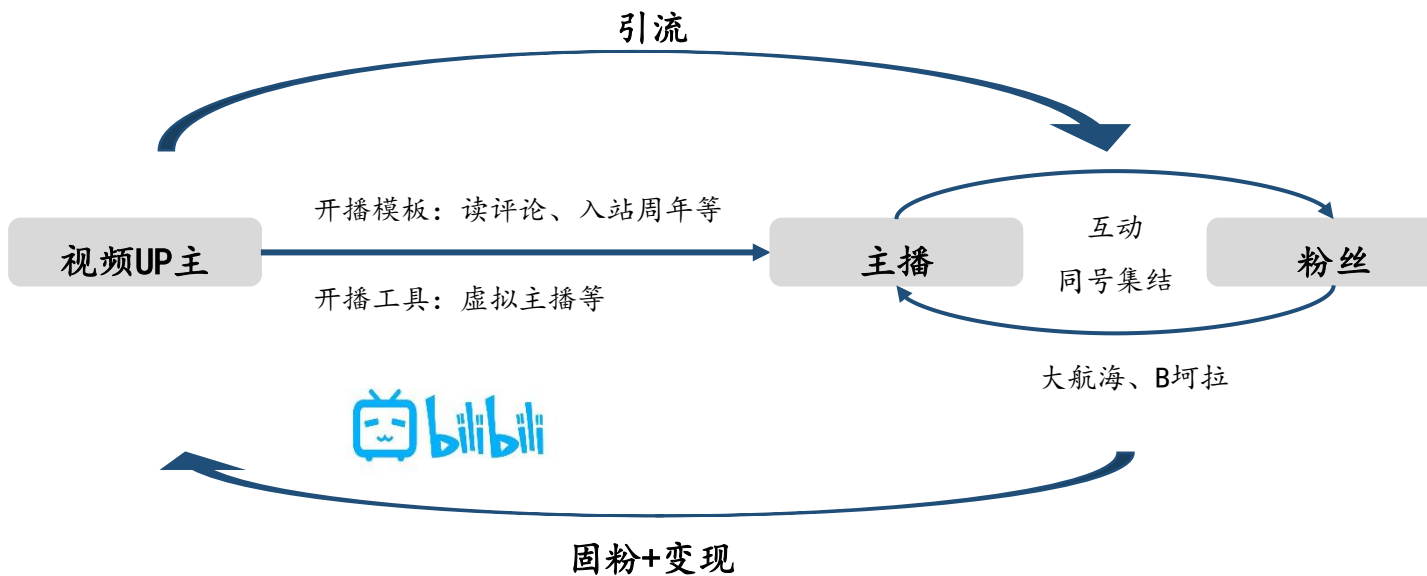 引流
开播模板：读评论、入站周年等
视频UP主
主播
互动
同号集结
粉丝
开播工具：虚拟主播等
大航海、B坷拉
bilibili
固粉+变现